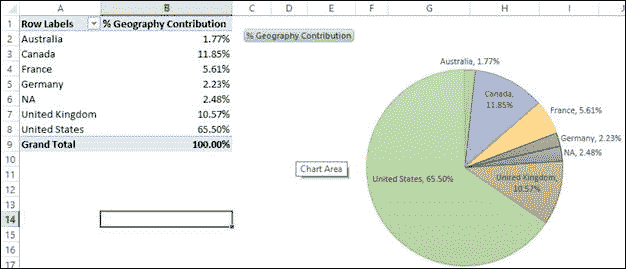 A B C D E F G H I J
1 Row Labels % Geography Contribution
2 Australia 1.77% % Geography Contribution
3 Canada 11.85% Australia, 1.77%
4 France 5.61%
5 Germany 2.23% Canada, 11.85%
6 NA 2.48% France, 5.61%
7 United Kingdom 10.57%
8 United States 65.50% Germany, 2.23%
9 Grand Total 100.00% NA, 2.48%
10
11 Chart Area United States, 65.50% United Kingdom, 10.57%
12
13
14
15
16
17